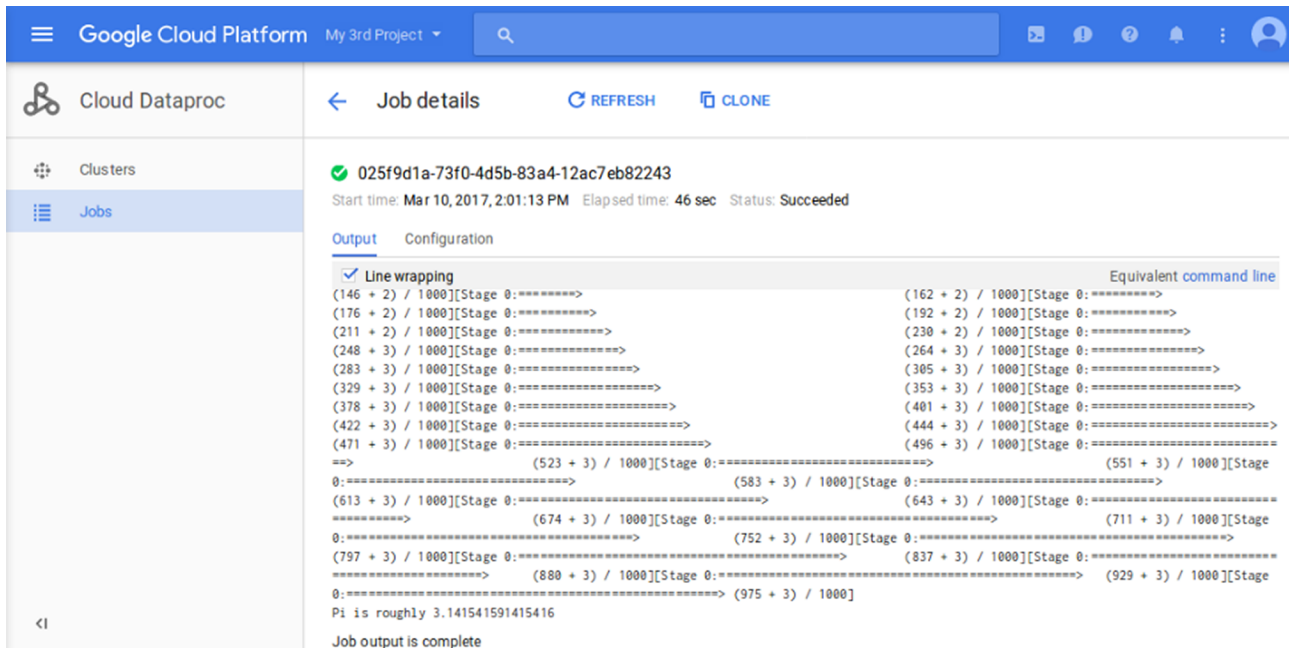 Google Cloud Platform My 3rd Project
Cloud Dataproc
Job details REFRESH CLONE
Clusters
Jobs
025f9d1a-73f0-4d5b-83a4-12ac7eb82243
Start time: Mar 10, 2017, 2:01:13 PM Elapsed time: 46 sec Status: Succeeded
Output Configuration
Line wrapping Equivalent command line
(146 + 2) / 1000][Stage 0:========> (162 + 2) / 1000][Stage 0:=========>
(176 + 2) / 1000][Stage 0:==========> (192 + 2) / 1000][Stage 0:===========>
(211 + 2) / 1000][Stage 0:============> (230 + 2) / 1000][Stage 0:=============>
(248 + 3) / 1000][Stage 0:==============> (264 + 3) / 1000][Stage 0:===============>
(283 + 3) / 1000][Stage 0:================> (305 + 3) / 1000][Stage 0:=================>
(329 + 3) / 1000][Stage 0:===================> (353 + 3) / 1000][Stage 0:====================>
(378 + 3) / 1000][Stage 0:=====================> (401 + 3) / 1000][Stage 0:======================>
(422 + 3) / 1000][Stage 0:=======================> (444 + 3) / 1000][Stage 0:=========================>
(471 + 3) / 1000][Stage 0:==========================> (496 + 3) / 1000][Stage 0:==========================
==> (523 + 3) / 1000][Stage 0:=============================> (551 + 3) / 1000][Stage
0:===============================> (583 + 3) / 1000][Stage 0:=================================>
(613 + 3) / 1000][Stage 0:==================================> (643 + 3) / 1000][Stage 0:==========================
==========> (674 + 3) / 1000][Stage 0:======================================> (711 + 3) / 1000][Stage
0:========================================> (752 + 3) / 1000][Stage 0:===========================================>
(797 + 3) / 1000][Stage 0:=============================================> (837 + 3) / 1000][Stage 0:==========================
=====================> (880 + 3) / 1000][Stage 0:==================================================> (929 + 3) / 1000][Stage
0:====================================================> (975 + 3) / 1000]
Pi is roughly 3.141541591415416
Job output is complete